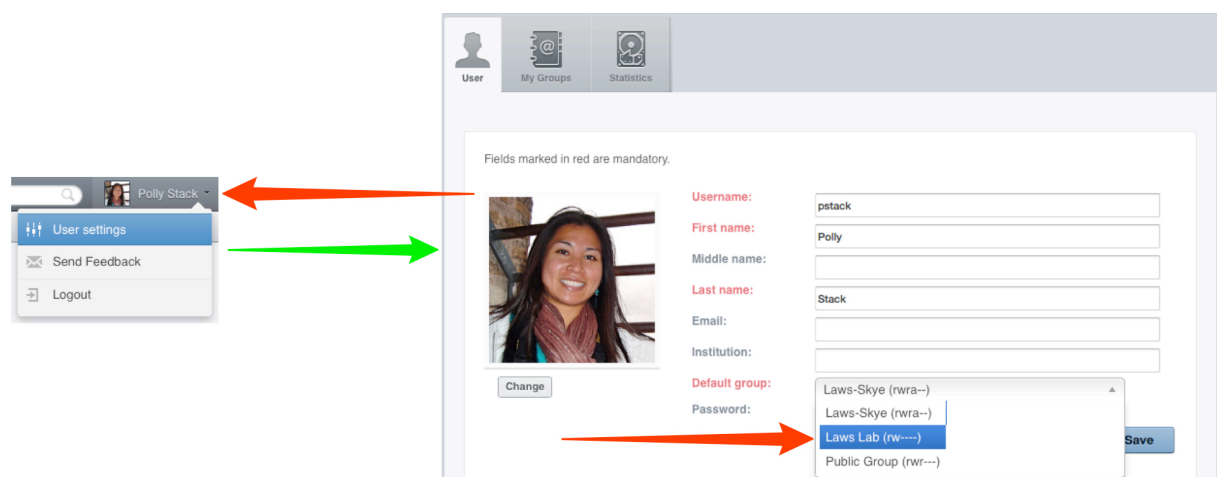 User
My Groups
Statistics
Fields marked in red are mandatory.
Polly Stack
User settings
Send Feedback
Logout
Change
Username: pstack
First name: Polly
Middle name:
Last name: Stack
Email:
Institution:
Default group: Laws-Skye (rwra--)
Password:
Laws-Skye (rwra--)
Laws Lab (rw----)
Public Group (rwr---)
Save